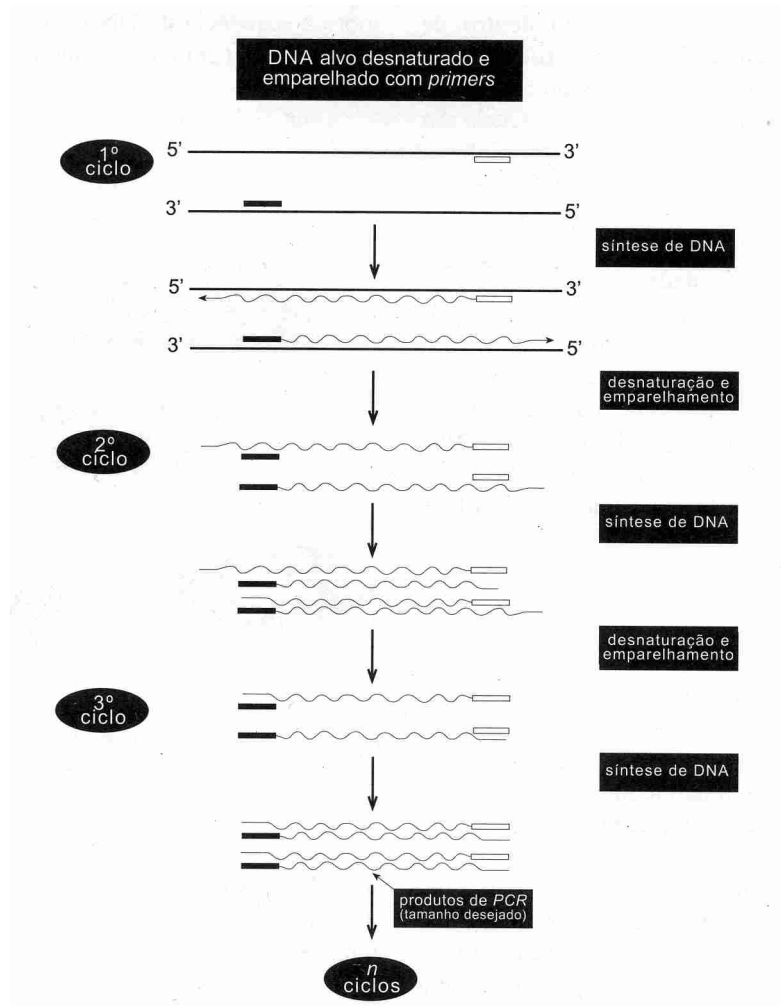 DNA alvo desnaturado e
emparelhado com primers
1º
ciclo
5’
3’
3’
5’
síntese de DNA
5’
3’
3’
5’
desnaturação e
emparelhamento
2º
ciclo
síntese de DNA
desnaturação e
emparelhamento
3º
ciclo
síntese de DNA
produtos de PCR
(tamanho desejado)
n
ciclos